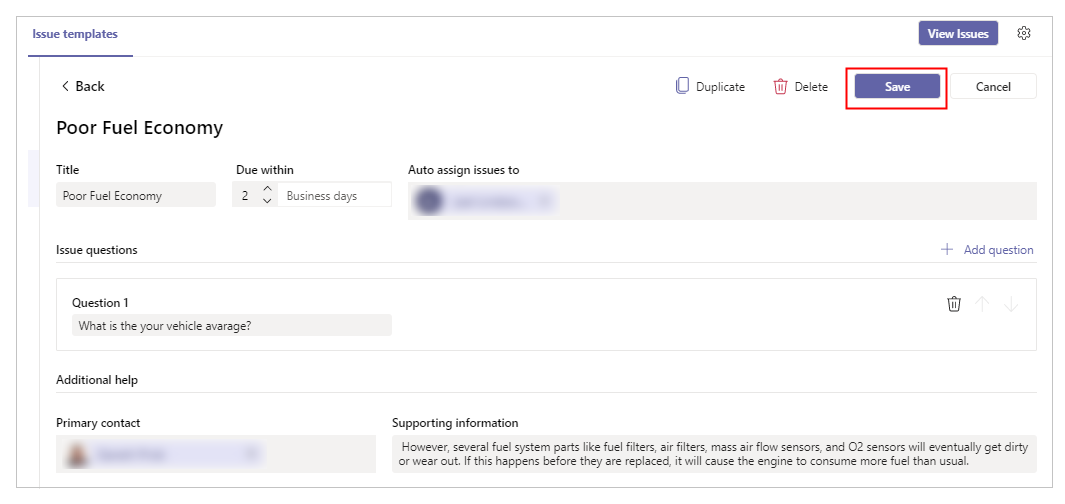 Issue templates
View Issues
Back
Duplicate
Delete
Save
Cancel
Poor Fuel Economy
Title
Due within
Auto assign issues to
Poor Fuel Economy
2
Business days
Issue questions
Add question
Question 1
What is the your vehicle avarage?
Additional help
Primary contact
Supporting information
However, several fuel system parts like fuel filters, air filters, mass air flow sensors, and O2 sensors will eventually get dirty
or wear out. If this happens before they are replaced, it will cause the engine to consume more fuel than usual.